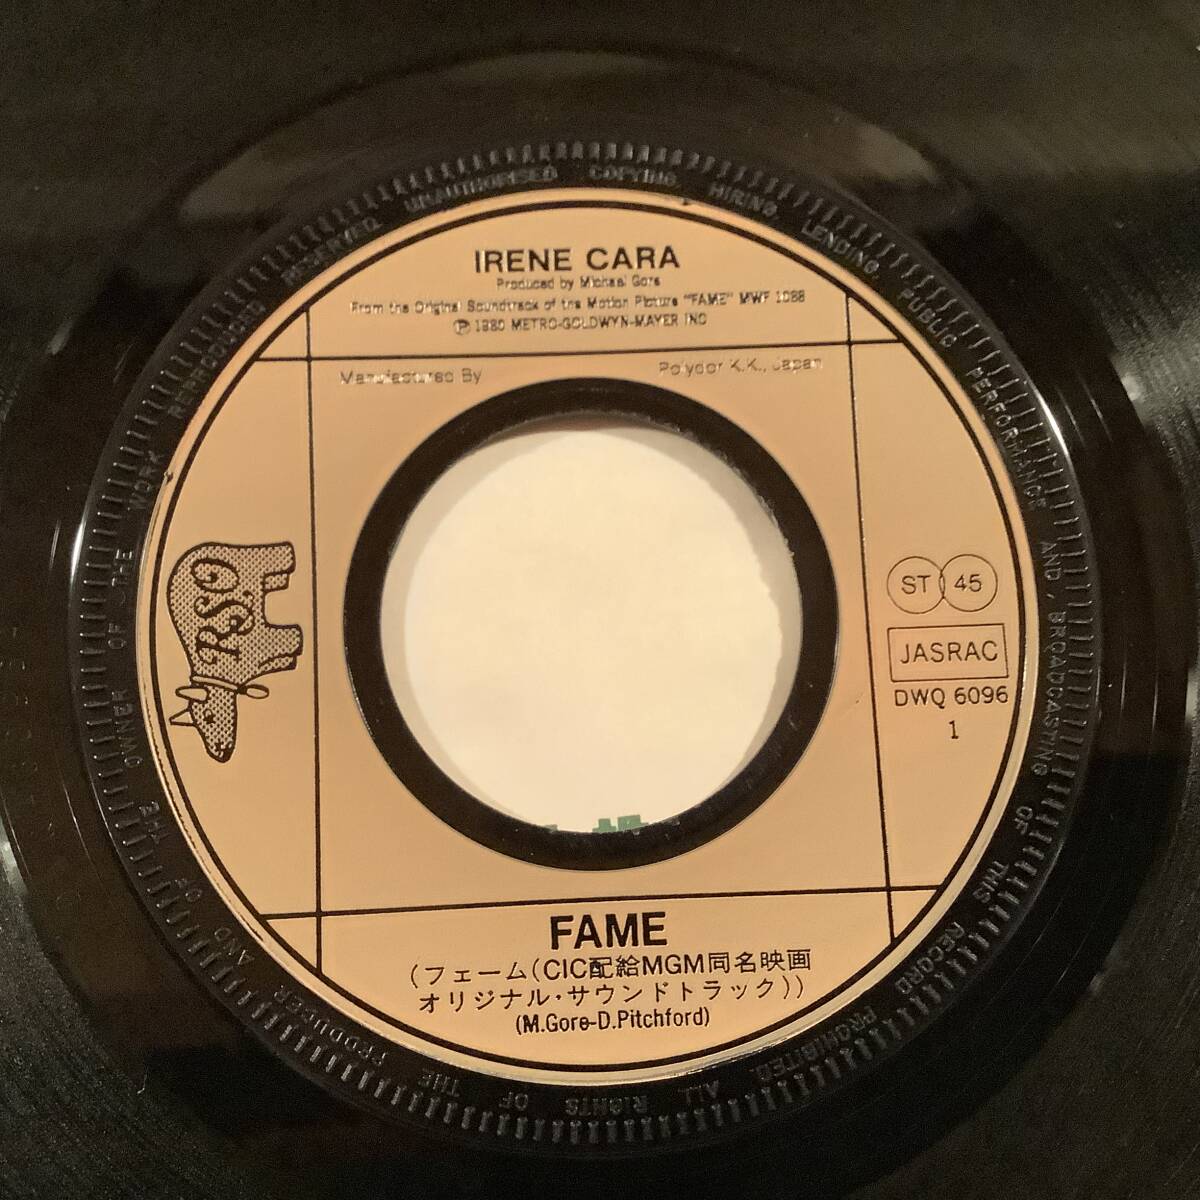 IRENE CARA
Produced by Michael Gore
From the Original Soundtrack of the Motion Picture "FAME" MWF 1088
Ⓟ 1980 METRO-GOLDWYN-MAYER INC
Manufactured By Polydor K.K., Japan
RSO
ST 45
JASRAC
DWQ 6096
1
FAME
(フェーム(CIC配給MGM同名映画
オリジナル・サウンドトラック))
(M.Gore-D.Pitchford)
ALL RIGHTS OF THE PRODUCER AND OF THE OWNER OF THE WORK REPRODUCED RESERVED. UNAUTHORISED COPYING, HIRING, LENDING, PUBLIC PERFORMANCE AND, BROADCASTING OF THIS RECORD PROHIBITED.